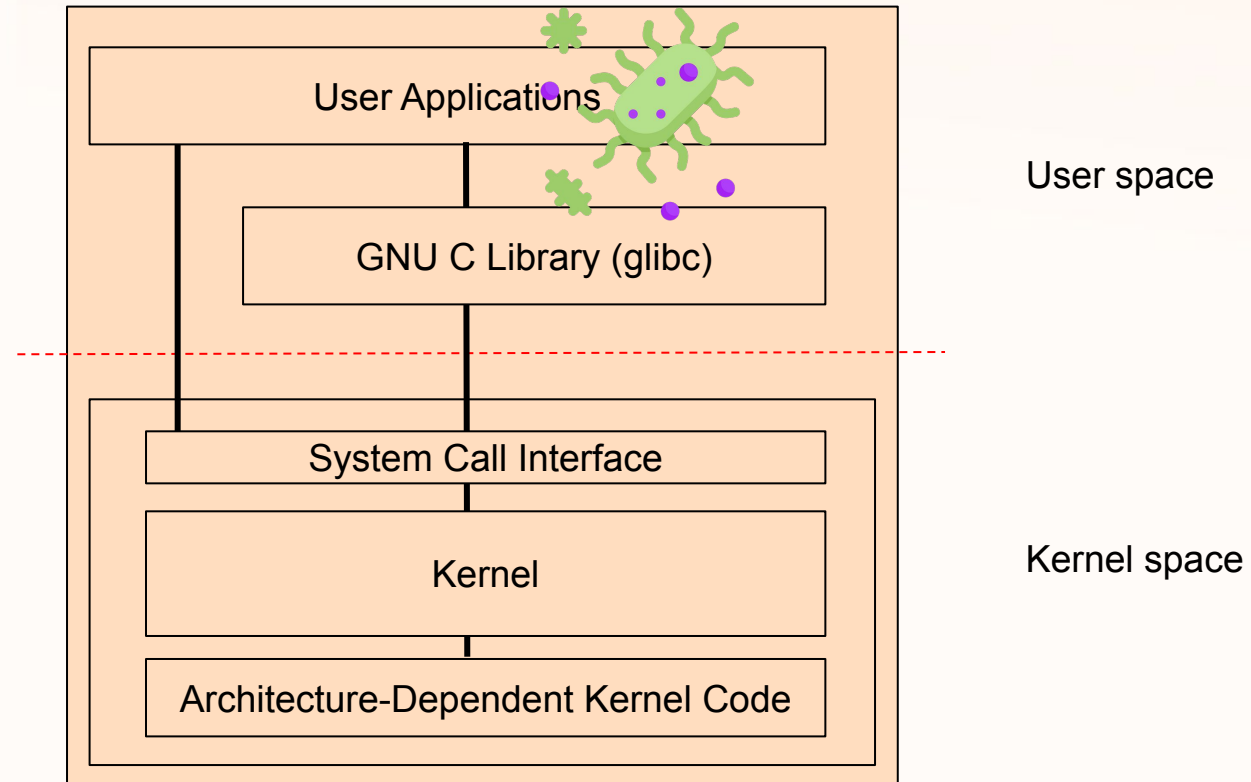 User Applications
User space
GNU C Library (glibc)
System Call Interface
Kernel
Kernel space
Architecture-Dependent Kernel Code